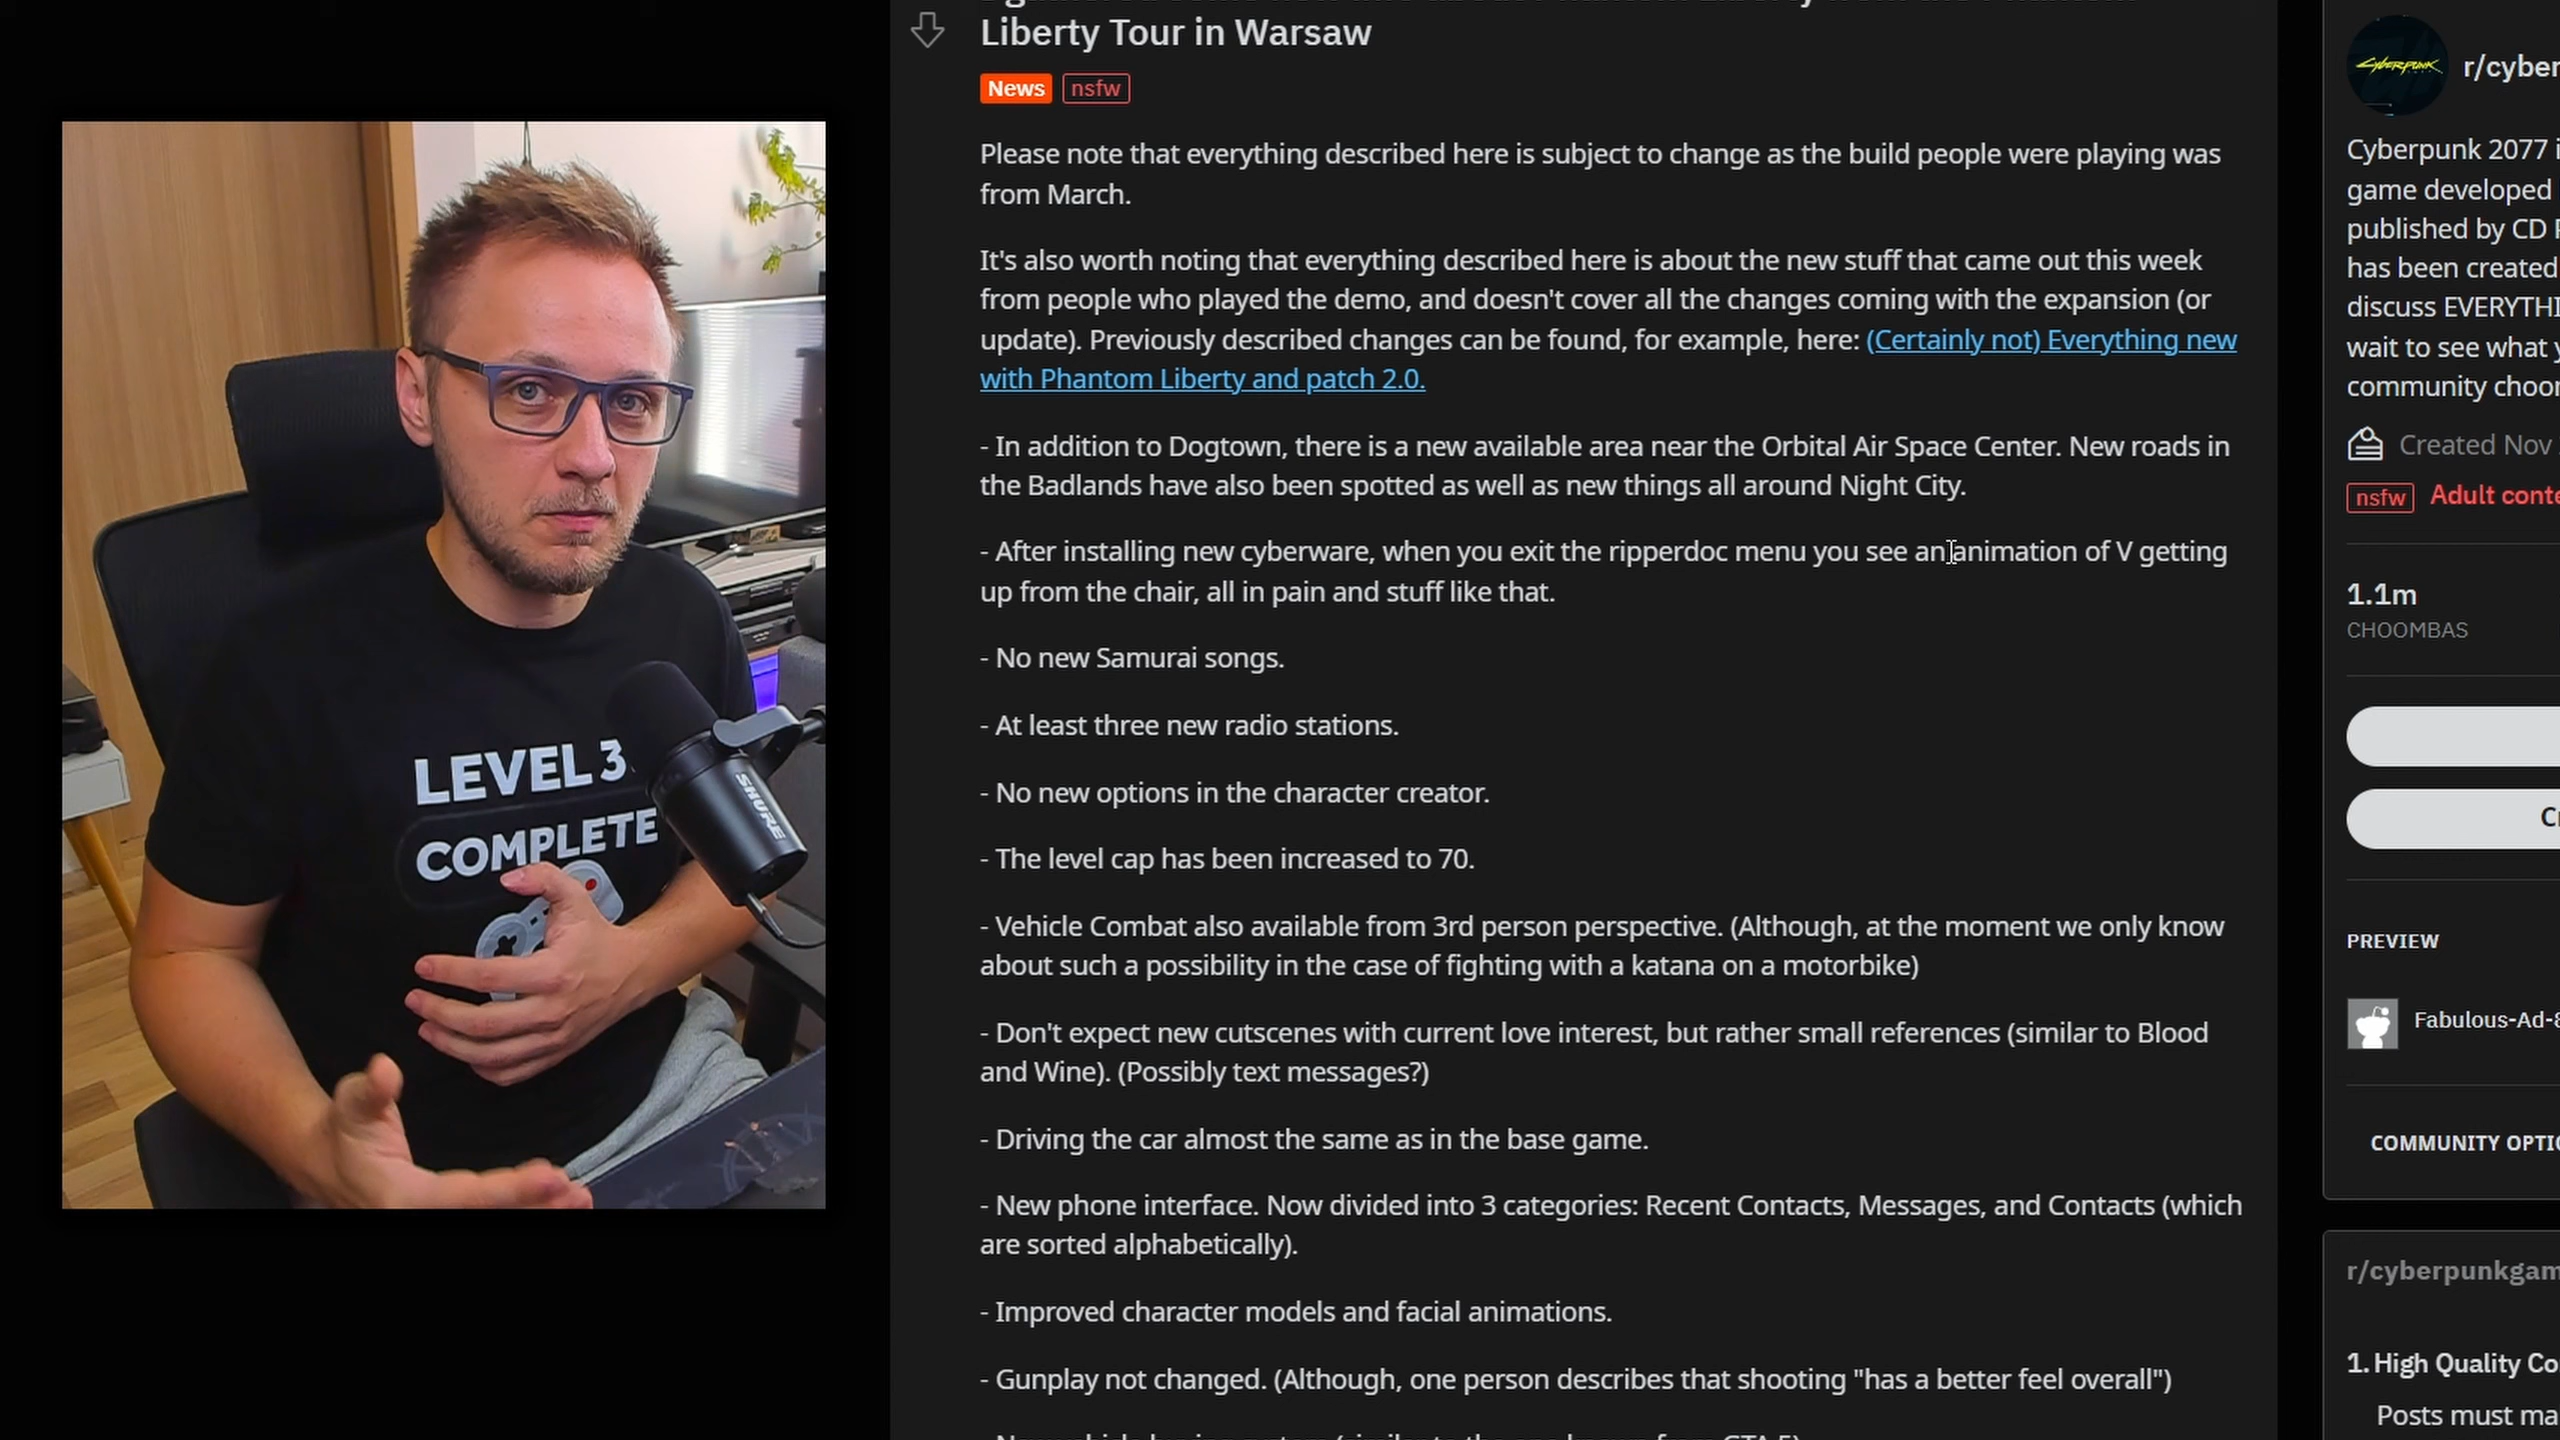 Liberty Tour in Warsaw
News nsfw
Please note that everything described here is subject to change as the build people were playing was
from March.
It's also worth noting that everything described here is about the new stuff that came out this week
from people who played the demo, and doesn't cover all the changes coming with the expansion (or
update). Previously described changes can be found, for example, here: (Certainly not) Everything new
with Phantom Liberty and patch 2.0.
- In addition to Dogtown, there is a new available area near the Orbital Air Space Center. New roads in
the Badlands have also been spotted as well as new things all around Night City.
- After installing new cyberware, when you exit the ripperdoc menu you see an animation of V getting
up from the chair, all in pain and stuff like that.
- No new Samurai songs.
- At least three new radio stations.
- No new options in the character creator.
- The level cap has been increased to 70.
- Vehicle Combat also available from 3rd person perspective. (Although, at the moment we only know
about such a possibility in the case of fighting with a katana on a motorbike)
- Don't expect new cutscenes with current love interest, but rather small references (similar to Blood
and Wine). (Possibly text messages?)
- Driving the car almost the same as in the base game.
- New phone interface. Now divided into 3 categories: Recent Contacts, Messages, and Contacts (which
are sorted alphabetically).
- Improved character models and facial animations.
- Gunplay not changed. (Although, one person describes that shooting "has a better feel overall")
LEVEL 3
COMPLETE
SHURE
CYBERPUNK
r/cyber
Cyberpunk 2077 i
game developed
published by CD
has been created
discuss EVERYTHI
wait to see what
community choo
Created Nov
nsfw Adult cont
1.1m
CHOOMBAS
PREVIEW
Fabulous-Ad-8
COMMUNITY OPTI
r/cyberpunkgam
1. High Quality Co
Posts must ma